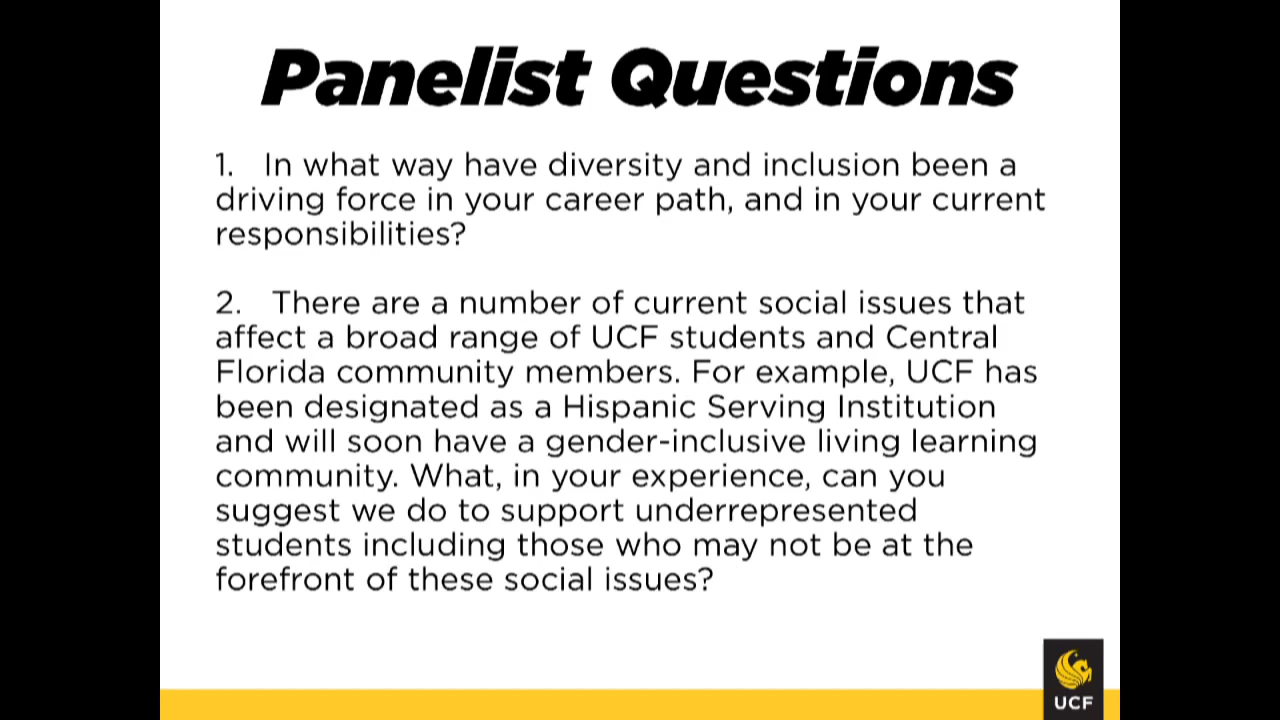 Panelist Questions
1. In what way have diversity and inclusion been a
driving force in your career path, and in your current
responsibilities?
2. There are a number of current social issues that
affect a broad range of UCF students and Central
Florida community members. For example, UCF has
been designated as a Hispanic Serving Institution
and will soon have a gender-inclusive living learning
community. What, in your experience, can you
suggest we do to support underrepresented
students including those who may not be at the
forefront of these social issues?
UCF